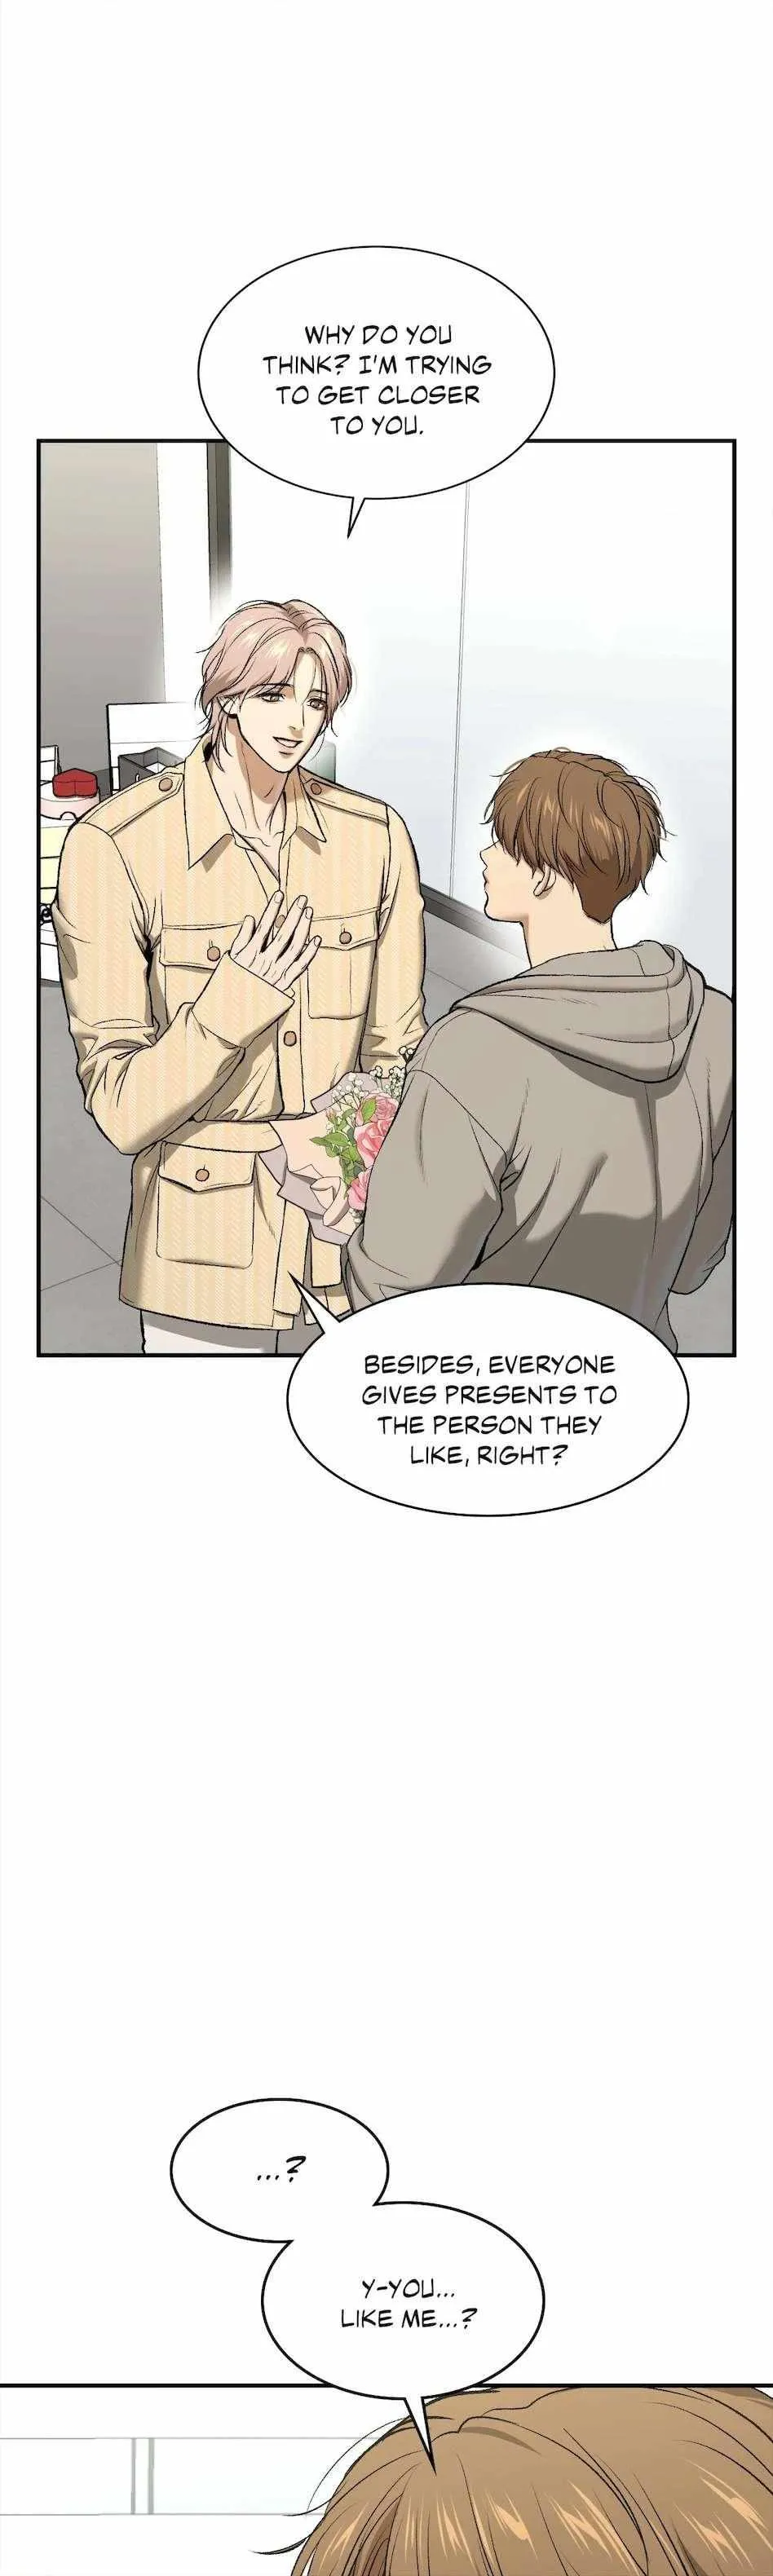 WHY DO YOU
THINK? I'M TRYING
TO GET CLOSER
TO YOU.
BESIDES, EVERYONE
GIVES PRESENTS TO
THE PERSON THEY
LIKE, RIGHT?
...?
Y-YOU...
LIKE ME...?